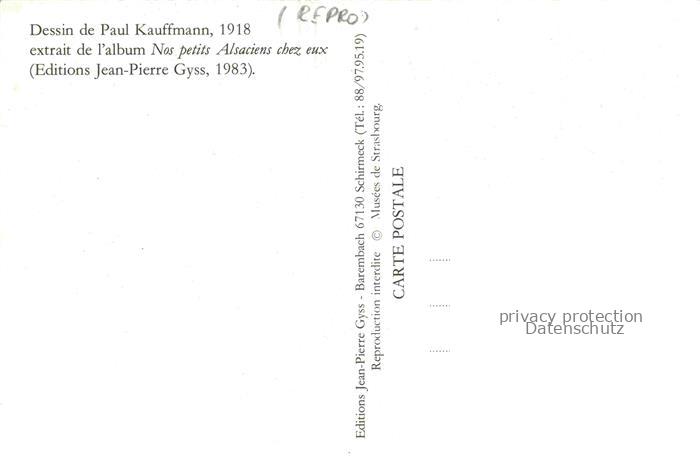 (REPRO)
Dessin de Paul Kauffmann, 1918
extrait de l'album Nos petits Alsaciens chez eux
(Editions Jean-Pierre Gyss, 1983).
Editions Jean-Pierre Gyss - Barembach 67130 Schirmeck (Tél.: 88/97.95.19)
Reproduction interdite © Musées de Strasbourg.
CARTE POSTALE
privacy protection
Datenschutz